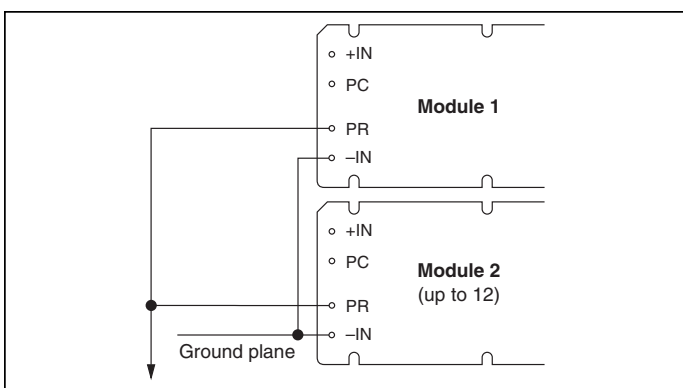 +IN
PC
Module 1
PR
–IN
+IN
PC
Module 2
(up to 12)
PR
–IN
Ground plane